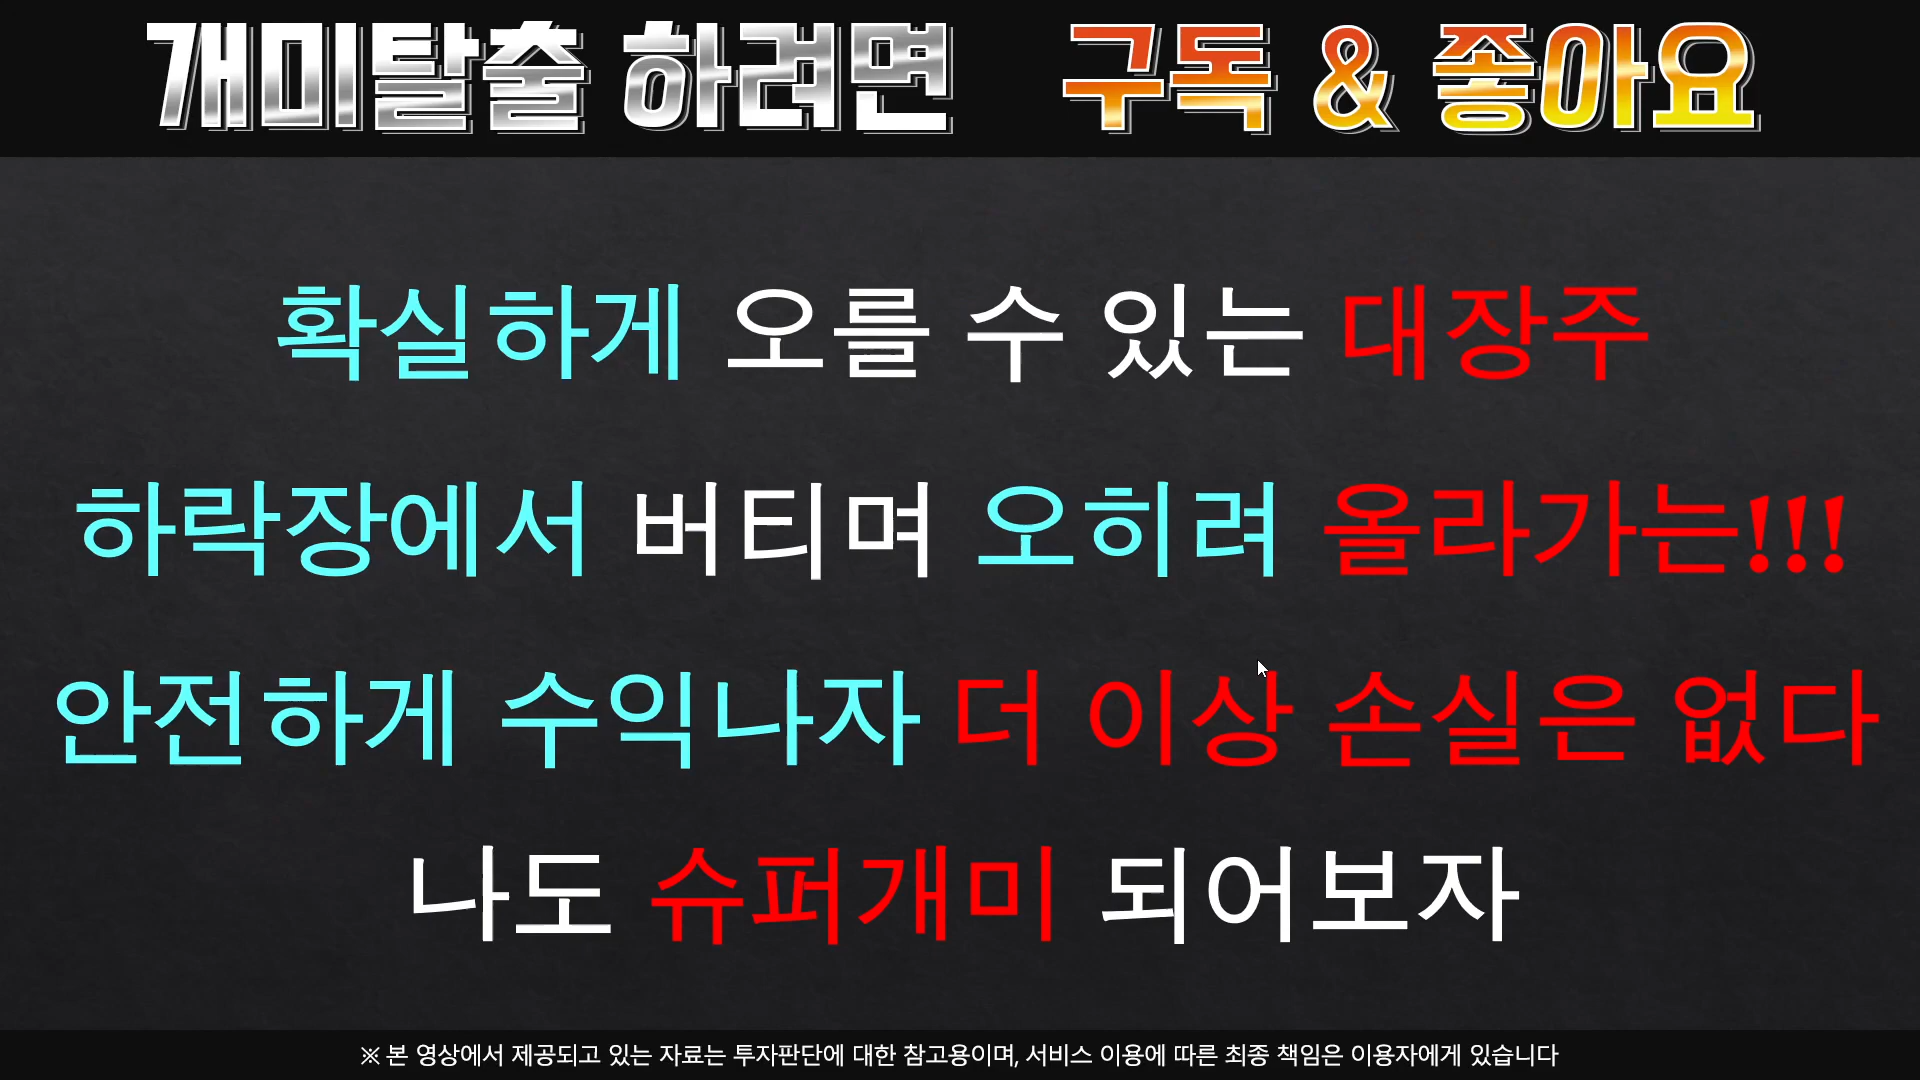 개미탈출 하려면 구독 & 좋아요
확실하게 오를 수 있는 대장주
하락장에서 버티며 오히려 올라가는!!!
안전하게 수익나자 더 이상 손실은 없다
나도 슈퍼개미 되어보자
※ 본 영상에서 제공되고 있는 자료는 투자판단에 대한 참고용이며, 서비스 이용에 따른 최종 책임은 이용자에게 있습니다